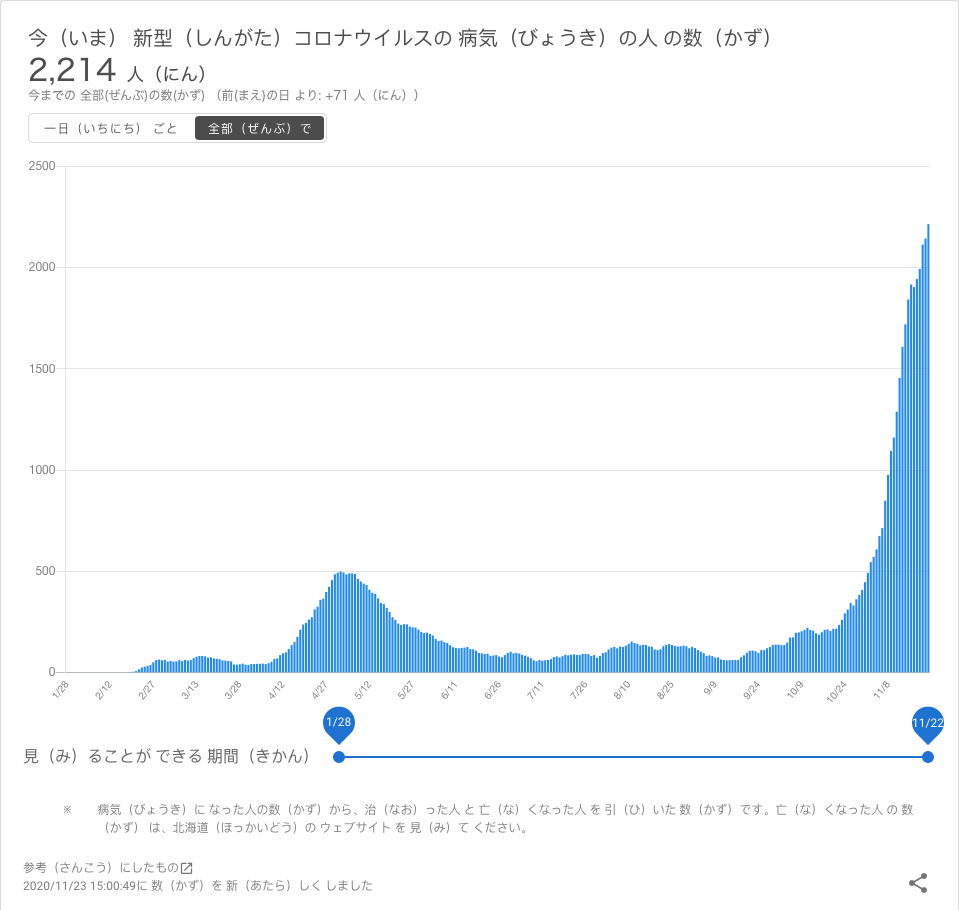 今（いま） 新型（しんがた）コロナウイルスの 病気（びょうき）の人 の数（かず）
2,214 人（にん）
今までの 全部(ぜんぶ)の数(かず) （前(まえ)の日 より: +71 人（にん））
一日（いちにち） ごと
全部（ぜんぶ）で
2500
2000
1500
1000
500
0
1/28 2/12 2/27 3/13 3/28 4/12 4/27 5/12 5/27 6/11 6/26 7/11 7/26 8/10 8/25 9/9 9/24 10/9 10/24 11/8
1/28 11/22
見（み）ることが できる 期間（きかん）
※ 病気（びょうき）に なった人の数（かず）から、治（なお）った人 と 亡（な）くなった人 を 引（ひ）いた 数（かず）です。亡（な）くなった人 の 数
（かず） は、北海道（ほっかいどう）の ウェブサイト を 見（み）て ください。
参考（さんこう）にしたもの
2020/11/23 15:00:49に 数（かず）を 新（あたら）しく しました